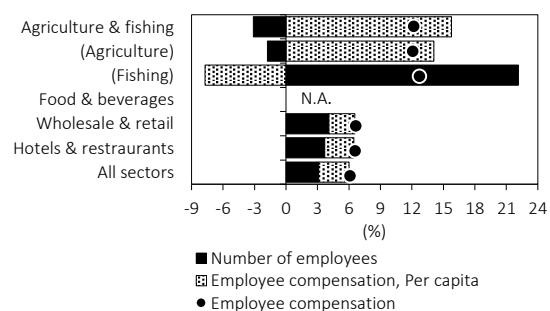 Agriculture & fishing
(Agriculture)
(Fishing)
Food & beverages N.A.
Wholesale & retail
Hotels & restraurants
All sectors
-9 -6 -3 0 3 6 9 12 15 18 21 24
(%)
Number of employees
Employee compensation, Per capita
Employee compensation